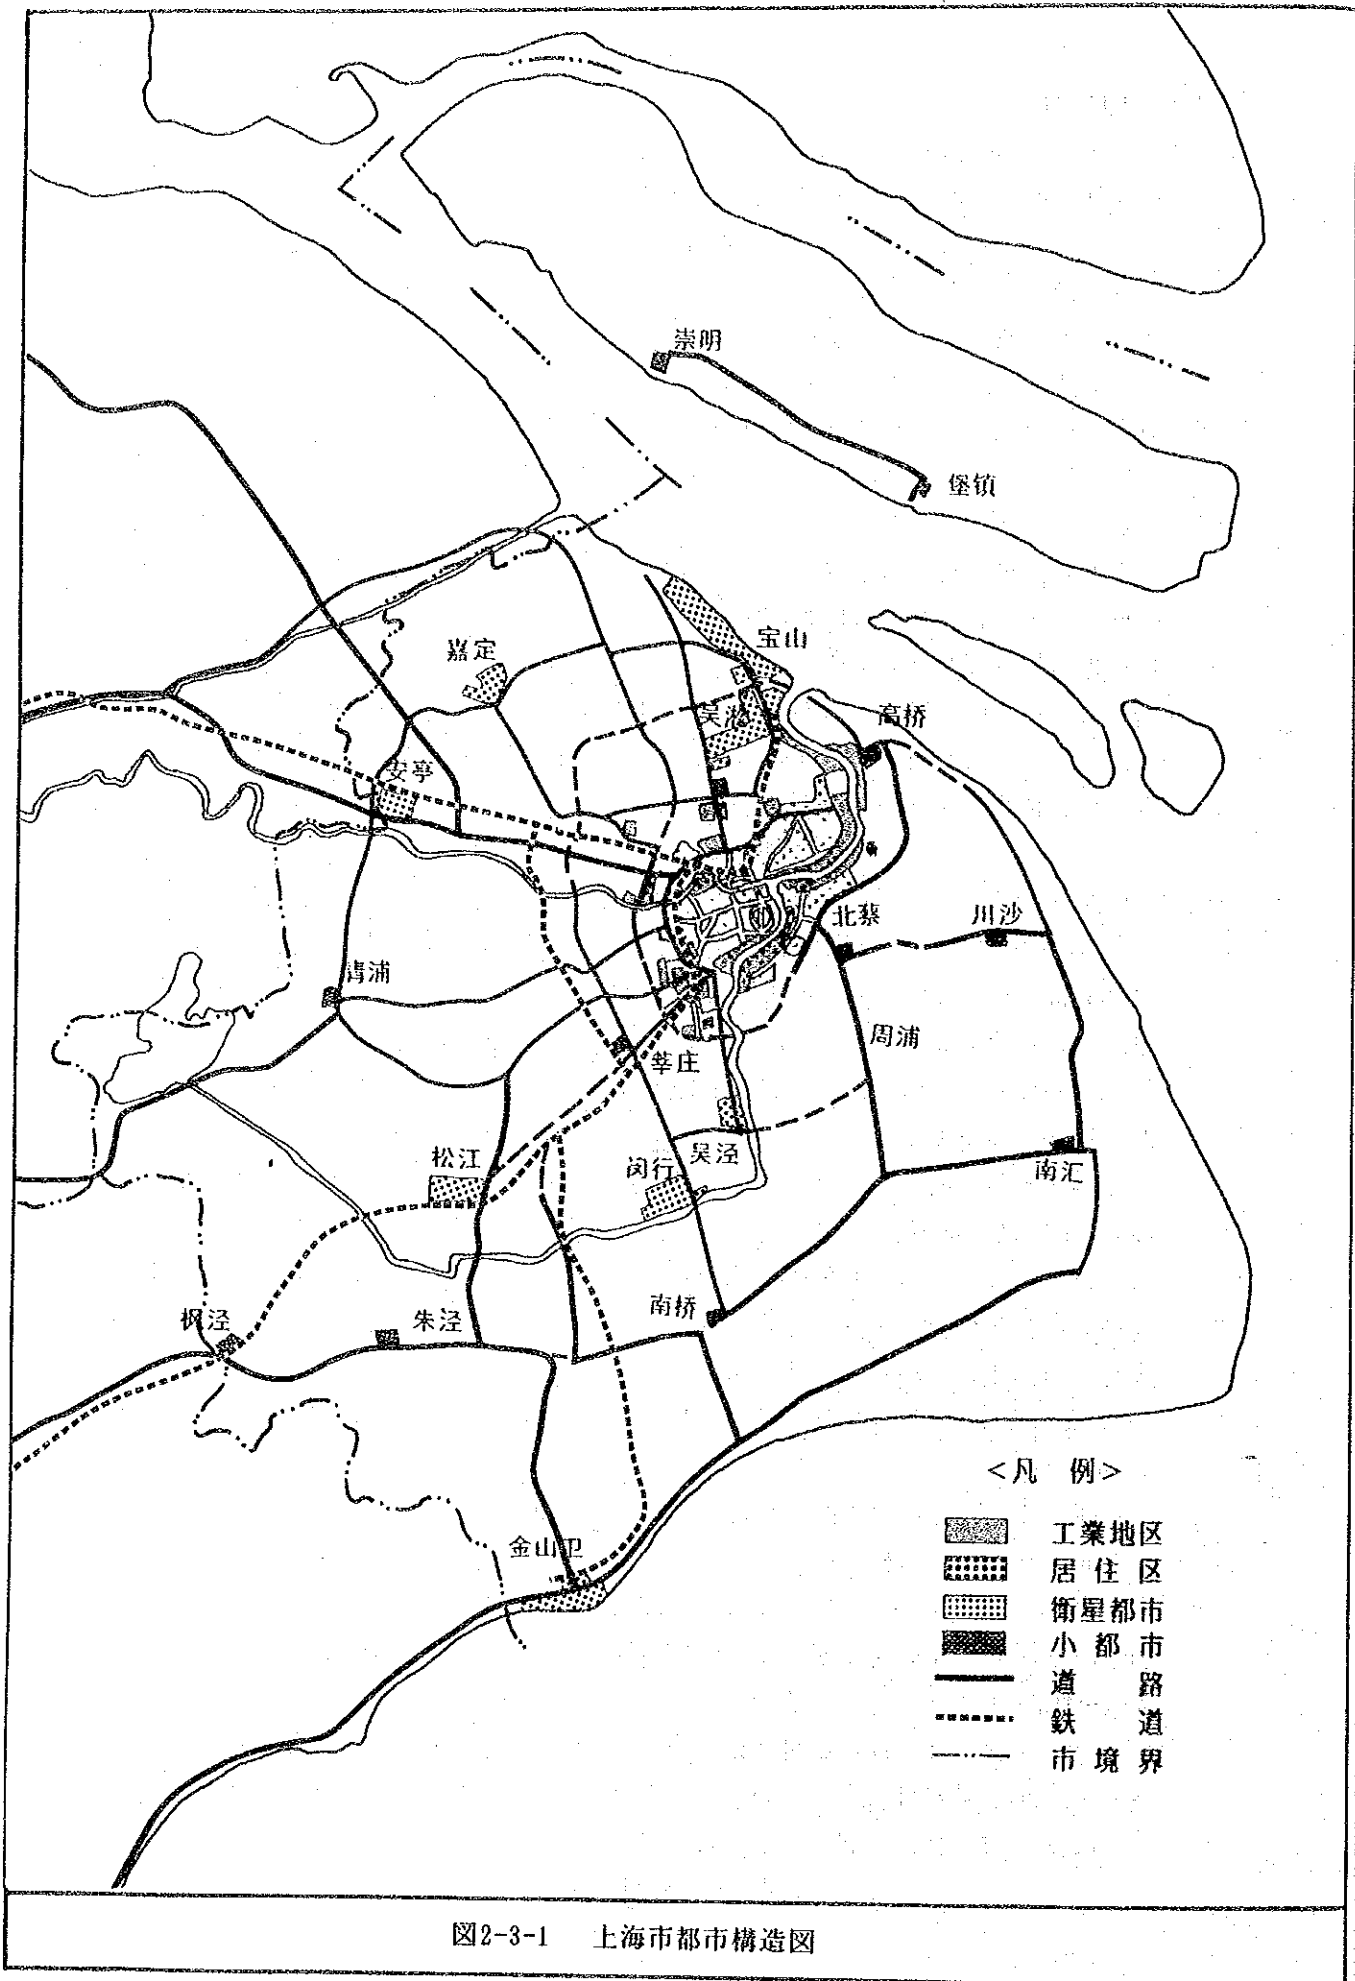 崇明
堡镇
宝山
嘉定
吴淞
高桥
安亭
北蔡
川沙
青浦
周浦
莘庄
松江
闵行
吴泾
南汇
枫泾
朱泾
南桥
金山卫
<凡 例>
工業地区
居住区
衛星都市
小都市
道路
鉄道
市境界
図2-3-1 上海市都市構造図